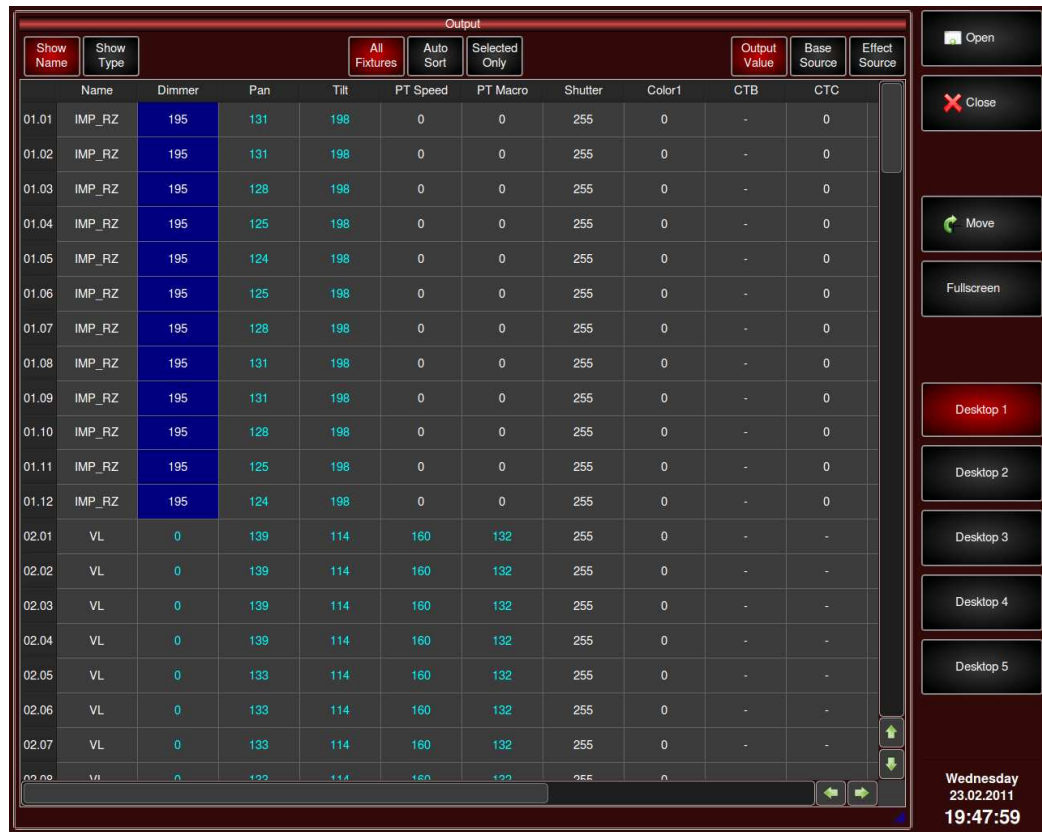 Output
Show Name Show Type All Fixtures Auto Sort Selected Only Output Value Base Source Effect Source
Name Dimmer Pan Tilt PT Speed PT Macro Shutter Color1 CTB CTC
01.01 IMP_RZ 195 131 198 0 0 255 0 - 0
01.02 IMP_RZ 195 131 198 0 0 255 0 - 0
01.03 IMP_RZ 195 128 198 0 0 255 0 - 0
01.04 IMP_RZ 195 125 198 0 0 255 0 - 0
01.05 IMP_RZ 195 124 198 0 0 255 0 - 0
01.06 IMP_RZ 195 125 198 0 0 255 0 - 0
01.07 IMP_RZ 195 128 198 0 0 255 0 - 0
01.08 IMP_RZ 195 131 198 0 0 255 0 - 0
01.09 IMP_RZ 195 131 198 0 0 255 0 - 0
01.10 IMP_RZ 195 128 198 0 0 255 0 - 0
01.11 IMP_RZ 195 125 198 0 0 255 0 - 0
01.12 IMP_RZ 195 124 198 0 0 255 0 - 0
02.01 VL 0 139 114 160 132 255 0 - -
02.02 VL 0 139 114 160 132 255 0 - -
02.03 VL 0 139 114 160 132 255 0 - -
02.04 VL 0 139 114 160 132 255 0 - -
02.05 VL 0 133 114 160 132 255 0 - -
02.06 VL 0 133 114 160 132 255 0 - -
02.07 VL 0 133 114 160 132 255 0 - -
Open
Close
Move
Fullscreen
Desktop 1
Desktop 2
Desktop 3
Desktop 4
Desktop 5
Wednesday
23.02.2011
19:47:59